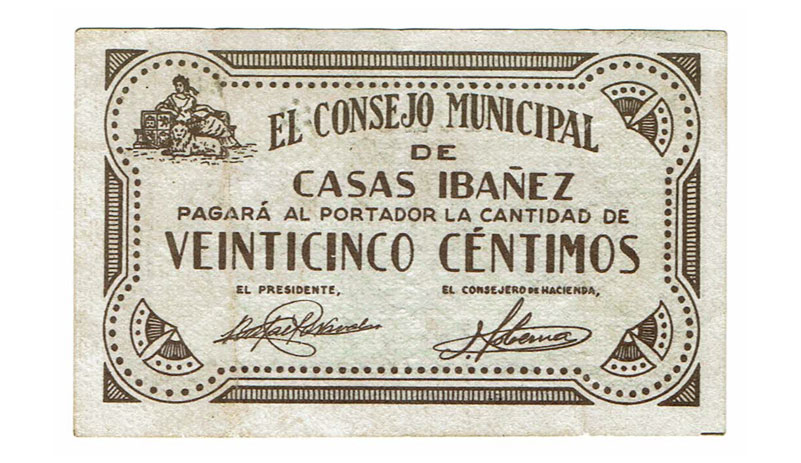 EL CONSEJO MUNICIPAL
DE
CASAS IBAÑEZ
PAGARÁ AL PORTADOR LA CANTIDAD DE
VEINTICINCO CÉNTIMOS
EL PRESIDENTE, EL CONSEJERO DE HACIENDA,